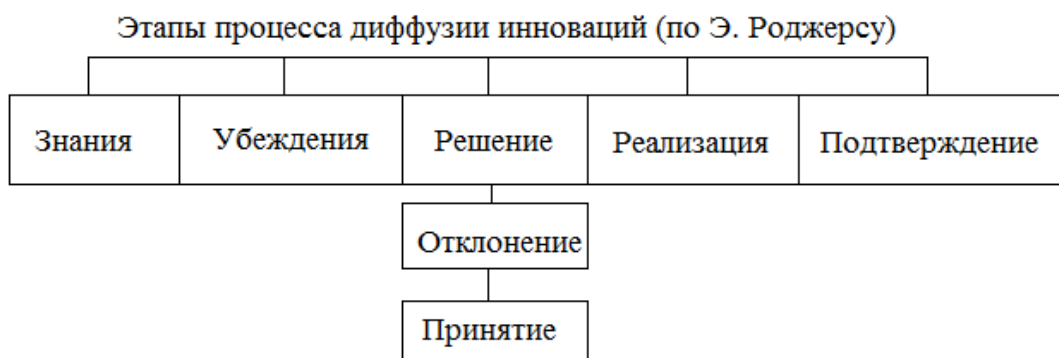 Этапы процесса диффузии инноваций (по Э. Роджерсу)
Знания
Убеждения
Решение
Реализация
Подтверждение
Отклонение
Принятие